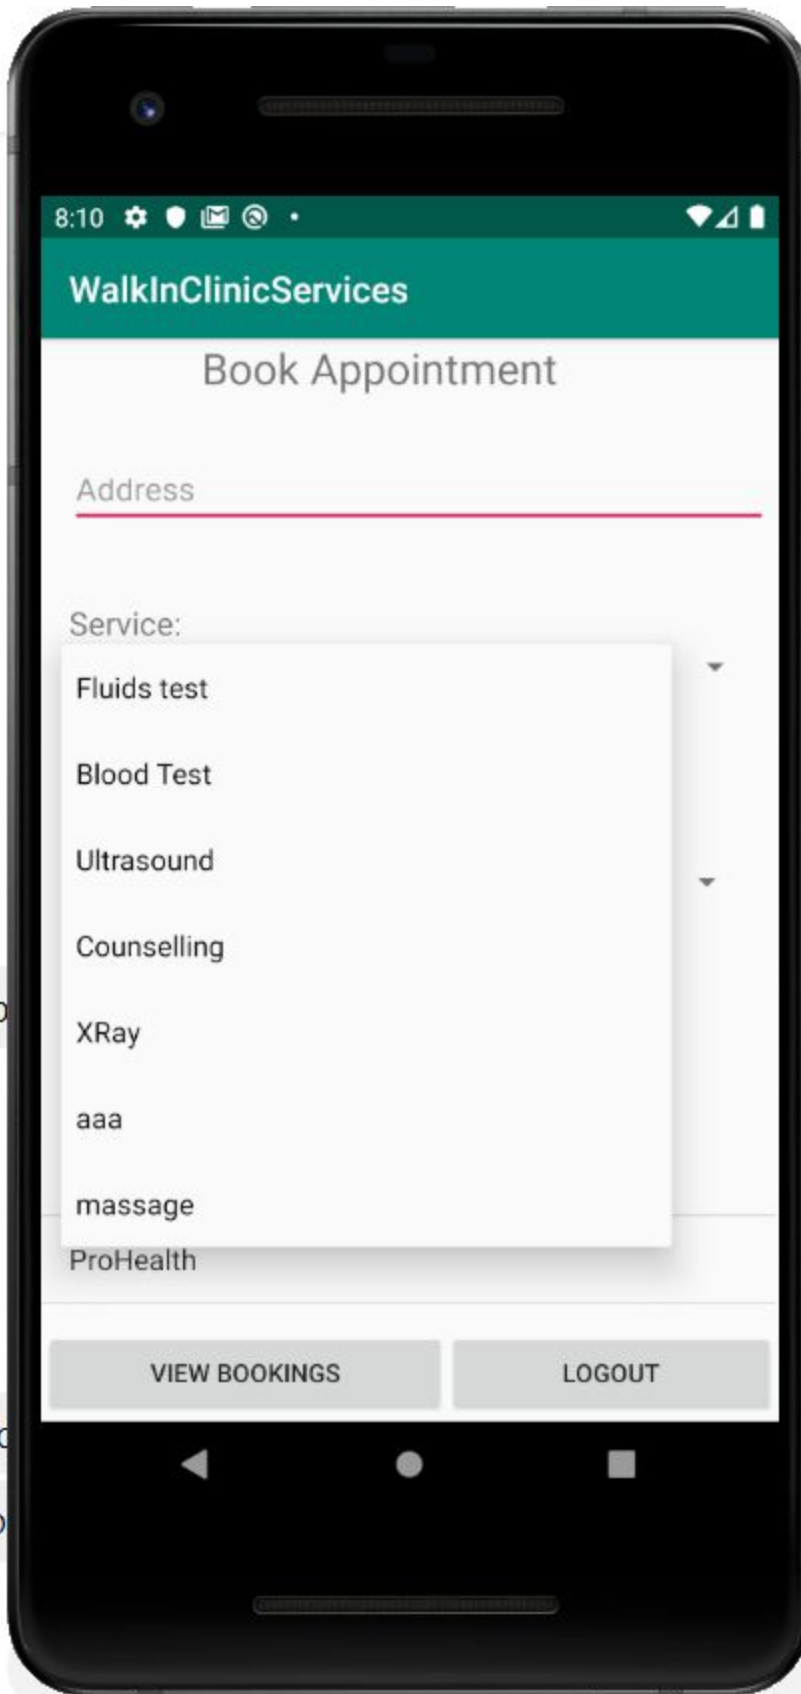 8:10
WalkInClinicServices
Book Appointment
Address
Service:
Fluids test
Blood Test
Ultrasound
Counselling
XRay
aaa
massage
ProHealth
VIEW BOOKINGS LOGOUT